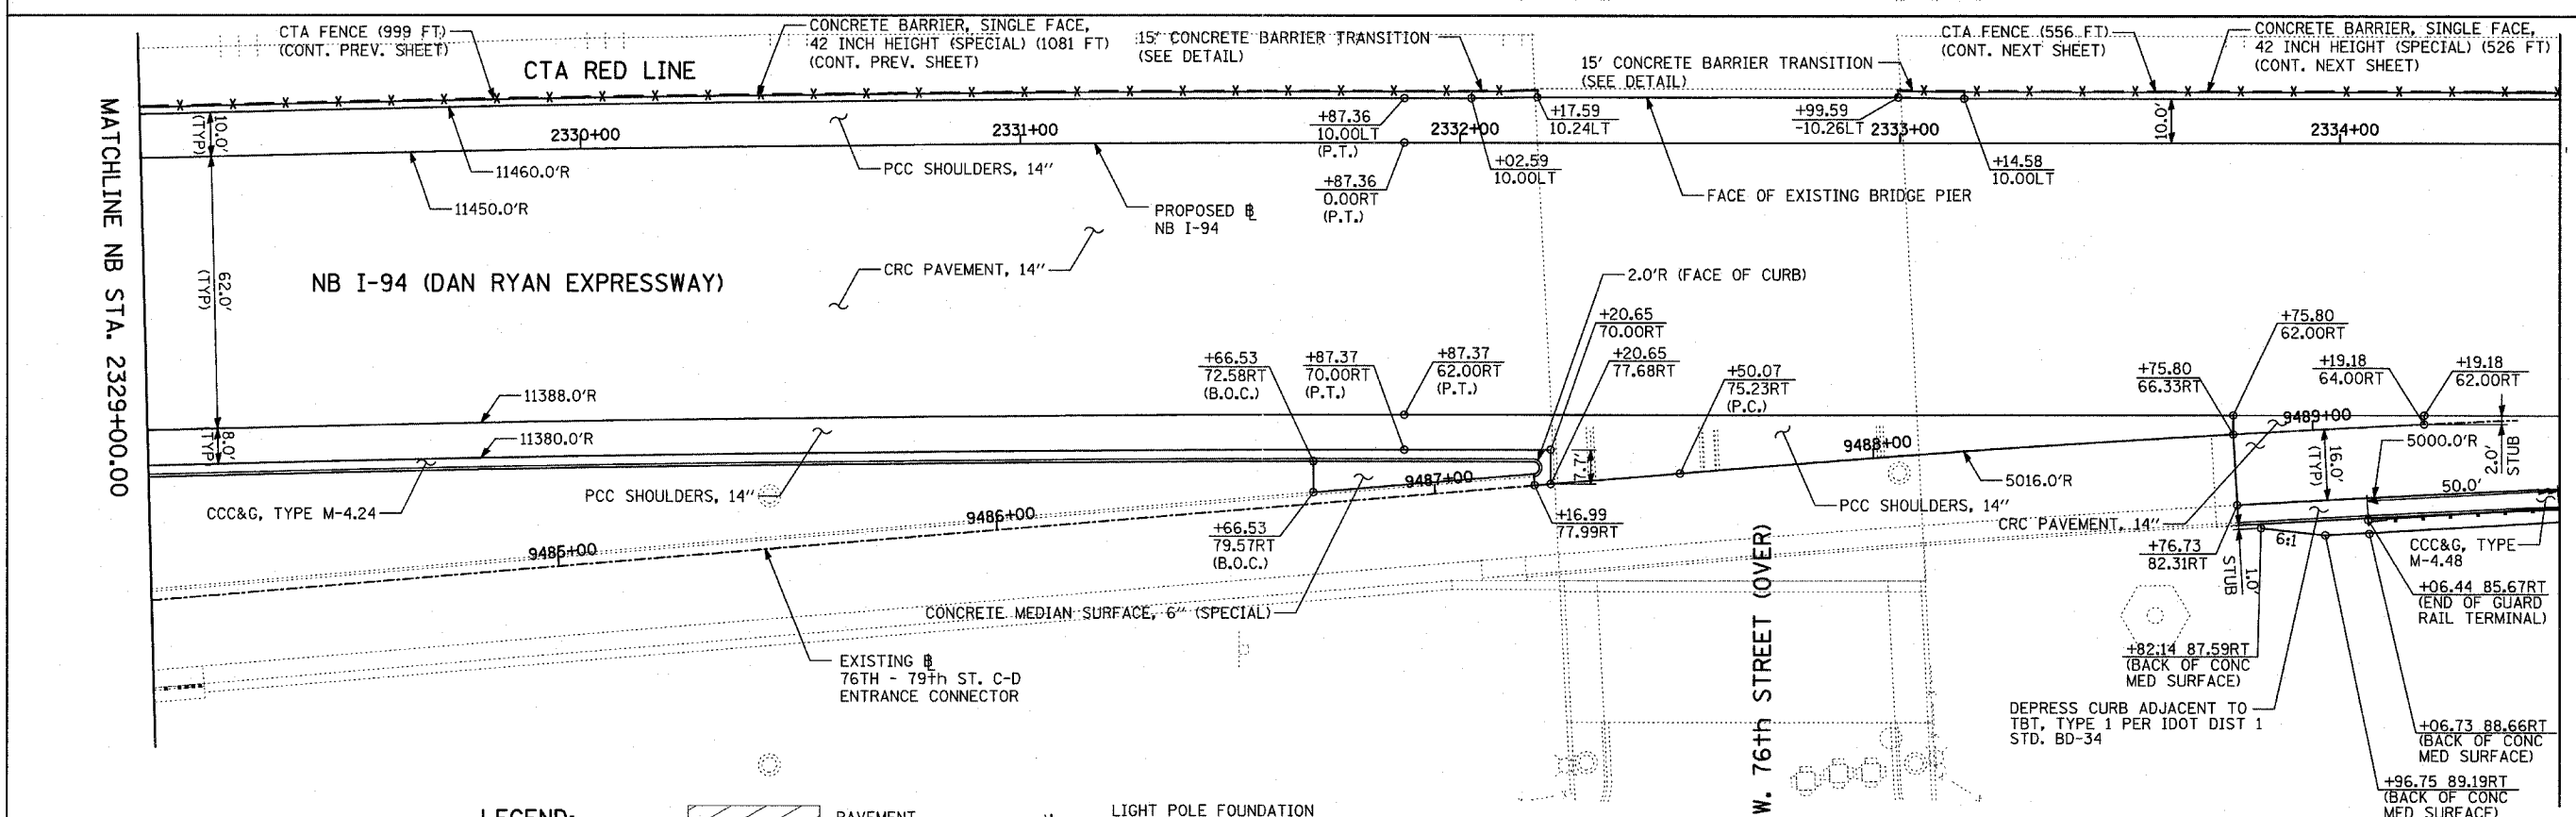 CTA FENCE (999 FT)
(CONT. PREV. SHEET)
CONCRETE BARRIER, SINGLE FACE,
42 INCH HEIGHT (SPECIAL) (1081 FT)
(CONT. PREV. SHEET)
15' CONCRETE BARRIER TRANSITION
(SEE DETAIL)
15' CONCRETE BARRIER TRANSITION
(SEE DETAIL)
CTA FENCE (556 FT)
(CONT. NEXT SHEET)
CONCRETE BARRIER, SINGLE FACE,
42 INCH HEIGHT (SPECIAL) (526 FT)
(CONT. NEXT SHEET)
CTA RED LINE
MATCHLINE NB STA. 2329+00.00
10.0'
(TYP)
2330+00
2331+00
2332+00
2333+00
2334+00
10.0'
+87.36
10.00LT
(P.T.)
+17.59
10.24LT
+99.59
-10.26LT
11460.0'R
PCC SHOULDERS, 14"
+02.59
10.00LT
+14.58
10.00LT
11450.0'R
PROPOSED ℄
NB I-94
+87.36
0.00RT
(P.T.)
FACE OF EXISTING BRIDGE PIER
62.0'
(TYP)
NB I-94 (DAN RYAN EXPRESSWAY)
CRC PAVEMENT, 14"
2.0'R (FACE OF CURB)
+20.65
70.00RT
+66.53
72.58RT
(B.O.C.)
+87.37
70.00RT
(P.T.)
+87.37
62.00RT
(P.T.)
+20.65
77.68RT
+50.07
75.23RT
(P.C.)
+75.80
62.00RT
+75.80
66.33RT
+19.18
64.00RT
+19.18
62.00RT
11388.0'R
8.0'
(TYP)
11380.0'R
7.7'
9488+00
9489+00
5000.0'R
2.0'
STUB
16.0'
(TYP)
50.0'
5016.0'R
PCC SHOULDERS, 14"
9487+00
PCC SHOULDERS, 14"
CCC&G, TYPE M-4.24
9486+00
9485+00
+66.53
79.57RT
(B.O.C.)
+16.99
77.99RT
CRC PAVEMENT, 14"
+76.73
82.31RT
6:1
1.0'
STUB
CCC&G, TYPE
M-4.48
+06.44 85.67RT
(END OF GUARD
RAIL TERMINAL)
CONCRETE MEDIAN SURFACE, 6" (SPECIAL)
W. 76th STREET (OVER)
EXISTING ℄
76TH - 79th ST. C-D
ENTRANCE CONNECTOR
+82.14 87.59RT
(BACK OF CONC
MED SURFACE)
DEPRESS CURB ADJACENT TO
TBT, TYPE 1 PER IDOT DIST 1
STD. BD-34
+06.73 88.66RT
(BACK OF CONC
MED SURFACE)
+96.75 89.19RT
(BACK OF CONC
MED SURFACE)
LEGEND:
PAVEMENT
LIGHT POLE FOUNDATION